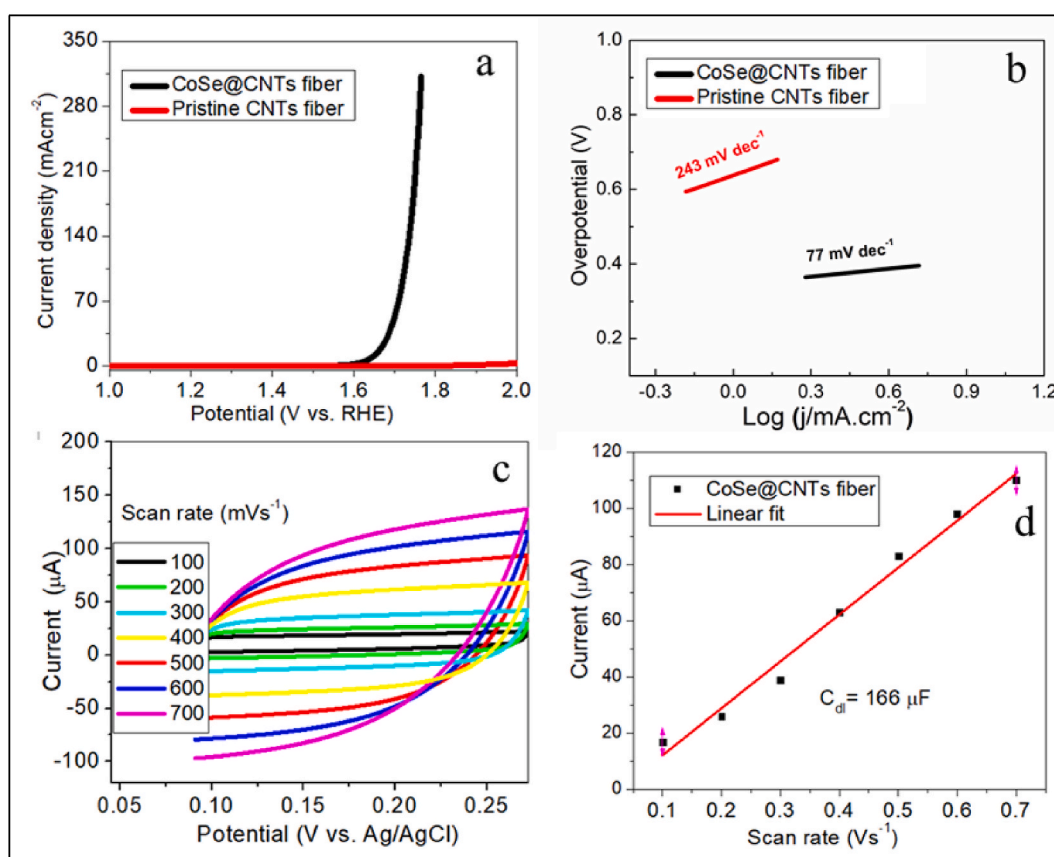 a
CoSe@CNTs fiber
Pristine CNTs fiber
Current density (mAcm⁻²)
350
280
210
140
70
0
1.0 1.2 1.4 1.6 1.8 2.0
Potential (V vs. RHE)
b
CoSe@CNTs fiber
Pristine CNTs fiber
243 mV dec⁻¹
77 mV dec⁻¹
Overpotential (V)
1.0
0.8
0.6
0.4
0.2
-0.3 0.0 0.3 0.6 0.9 1.2
Log (j/mA.cm⁻²)
c
Scan rate (mVs⁻¹)
100
200
300
400
500
600
700
Current (μA)
200
150
100
50
0
-50
-100
0.05 0.10 0.15 0.20 0.25
Potential (V vs. Ag/AgCl)
d
CoSe@CNTs fiber
Linear fit
C_dl= 166 μF
Current (μA)
120
100
80
60
40
20
0
0.1 0.2 0.3 0.4 0.5 0.6 0.7
Scan rate (Vs⁻¹)